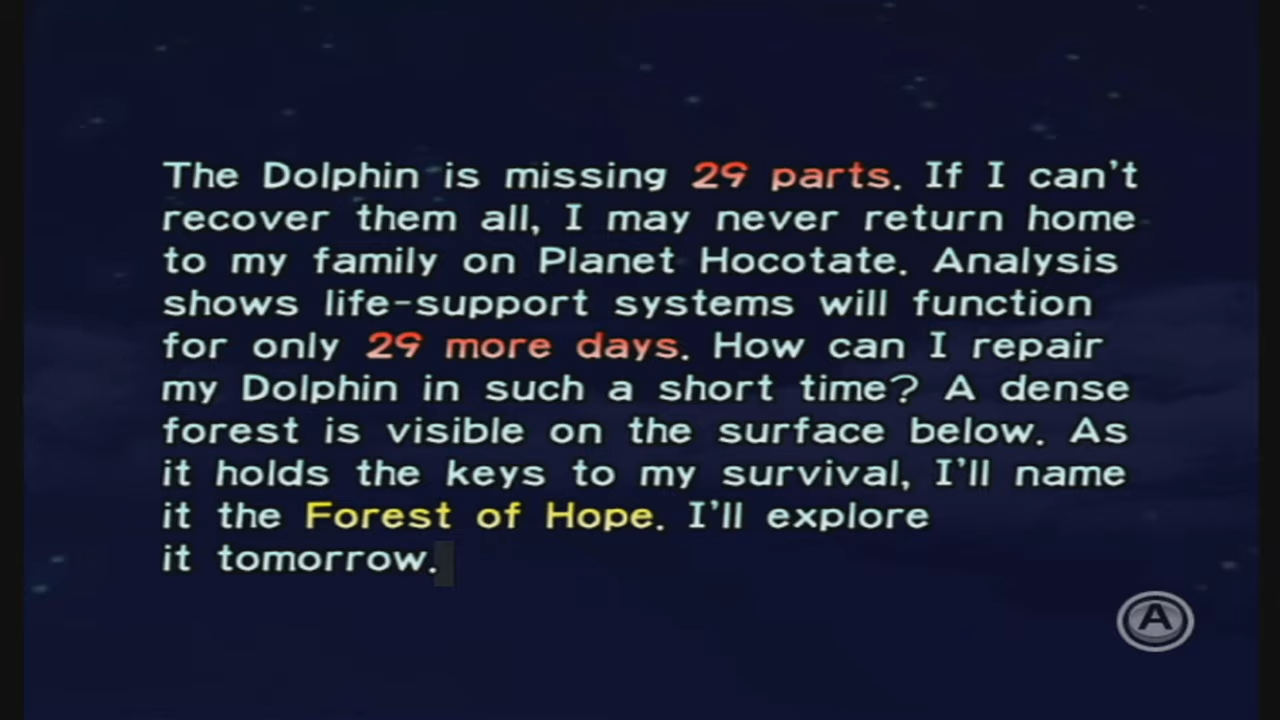 The Dolphin is missing 29 parts. If I can't
recover them all, I may never return home
to my family on Planet Hocotate. Analysis
shows life-support systems will function
for only 29 more days. How can I repair
my Dolphin in such a short time? A dense
forest is visible on the surface below. As
it holds the keys to my survival, I'll name
it the Forest of Hope. I'll explore
it tomorrow.
A